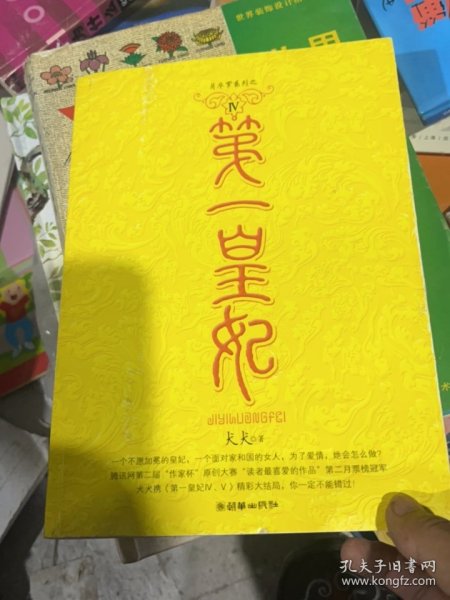 世界装饰设计
月亭宁系列之
IV
第一皇妃
犬犬 著
一个不愿加冕的皇妃，一个面对家和国的女人，为了爱情，她会怎么做？
腾讯网第二届“作家杯”原创大赛“读者最喜爱的作品”第二月票榜冠军
犬犬携《第一皇妃IV、V》精彩大结局，你一定不能错过！
朝華出版社
孔夫子旧书网
www.kongfz.com